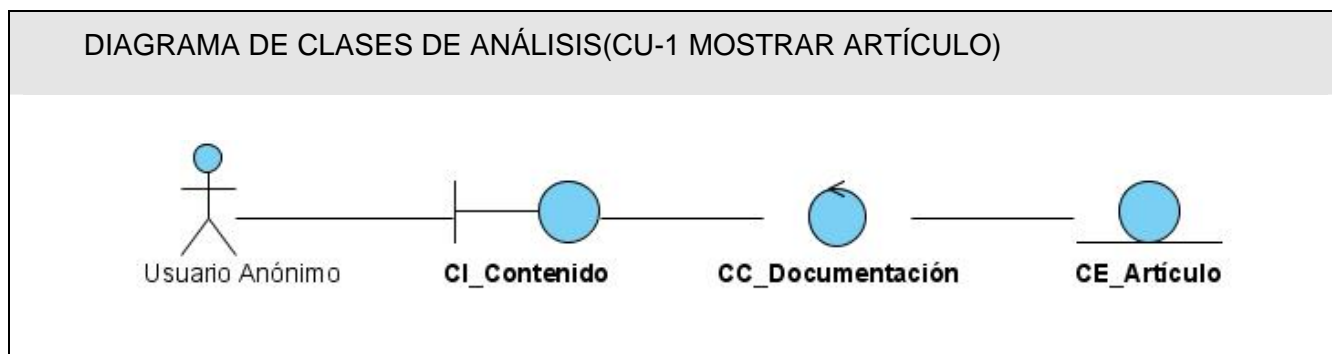 DIAGRAMA DE CLASES DE ANÁLISIS(CU-1 MOSTRAR ARTÍCULO)
Usuario Anónimo
CI_Contenido
CC_Documentación
CE_Artículo